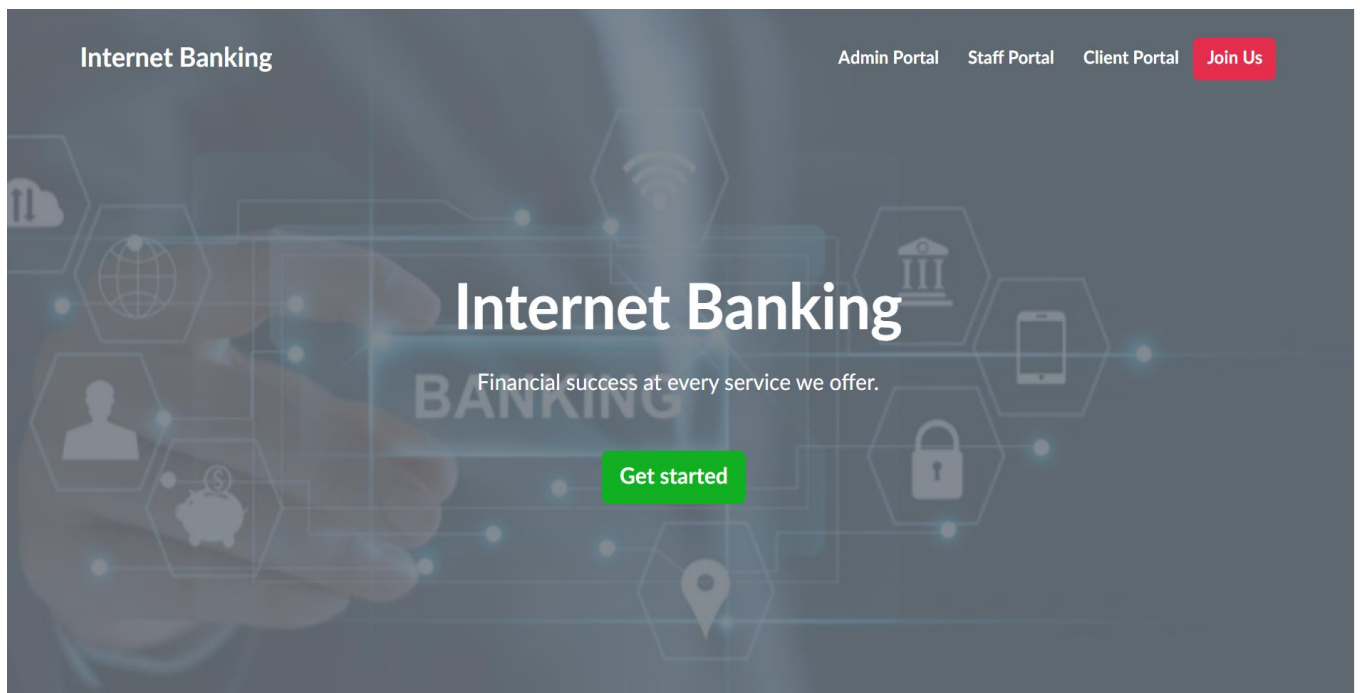 Internet Banking
Admin Portal Staff Portal Client Portal Join Us
Internet Banking
Financial success at every service we offer.
BANKING
Get started